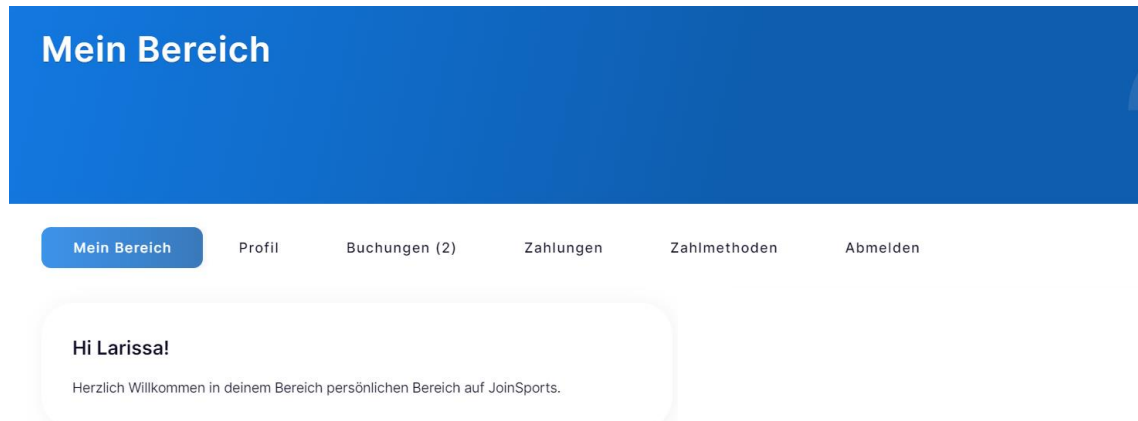 Mein Bereich
Mein Bereich Profil Buchungen (2) Zahlungen Zahlmethoden Abmelden
Hi Larissa!
Herzlich Willkommen in deinem Bereich persönlichen Bereich auf JoinSports.